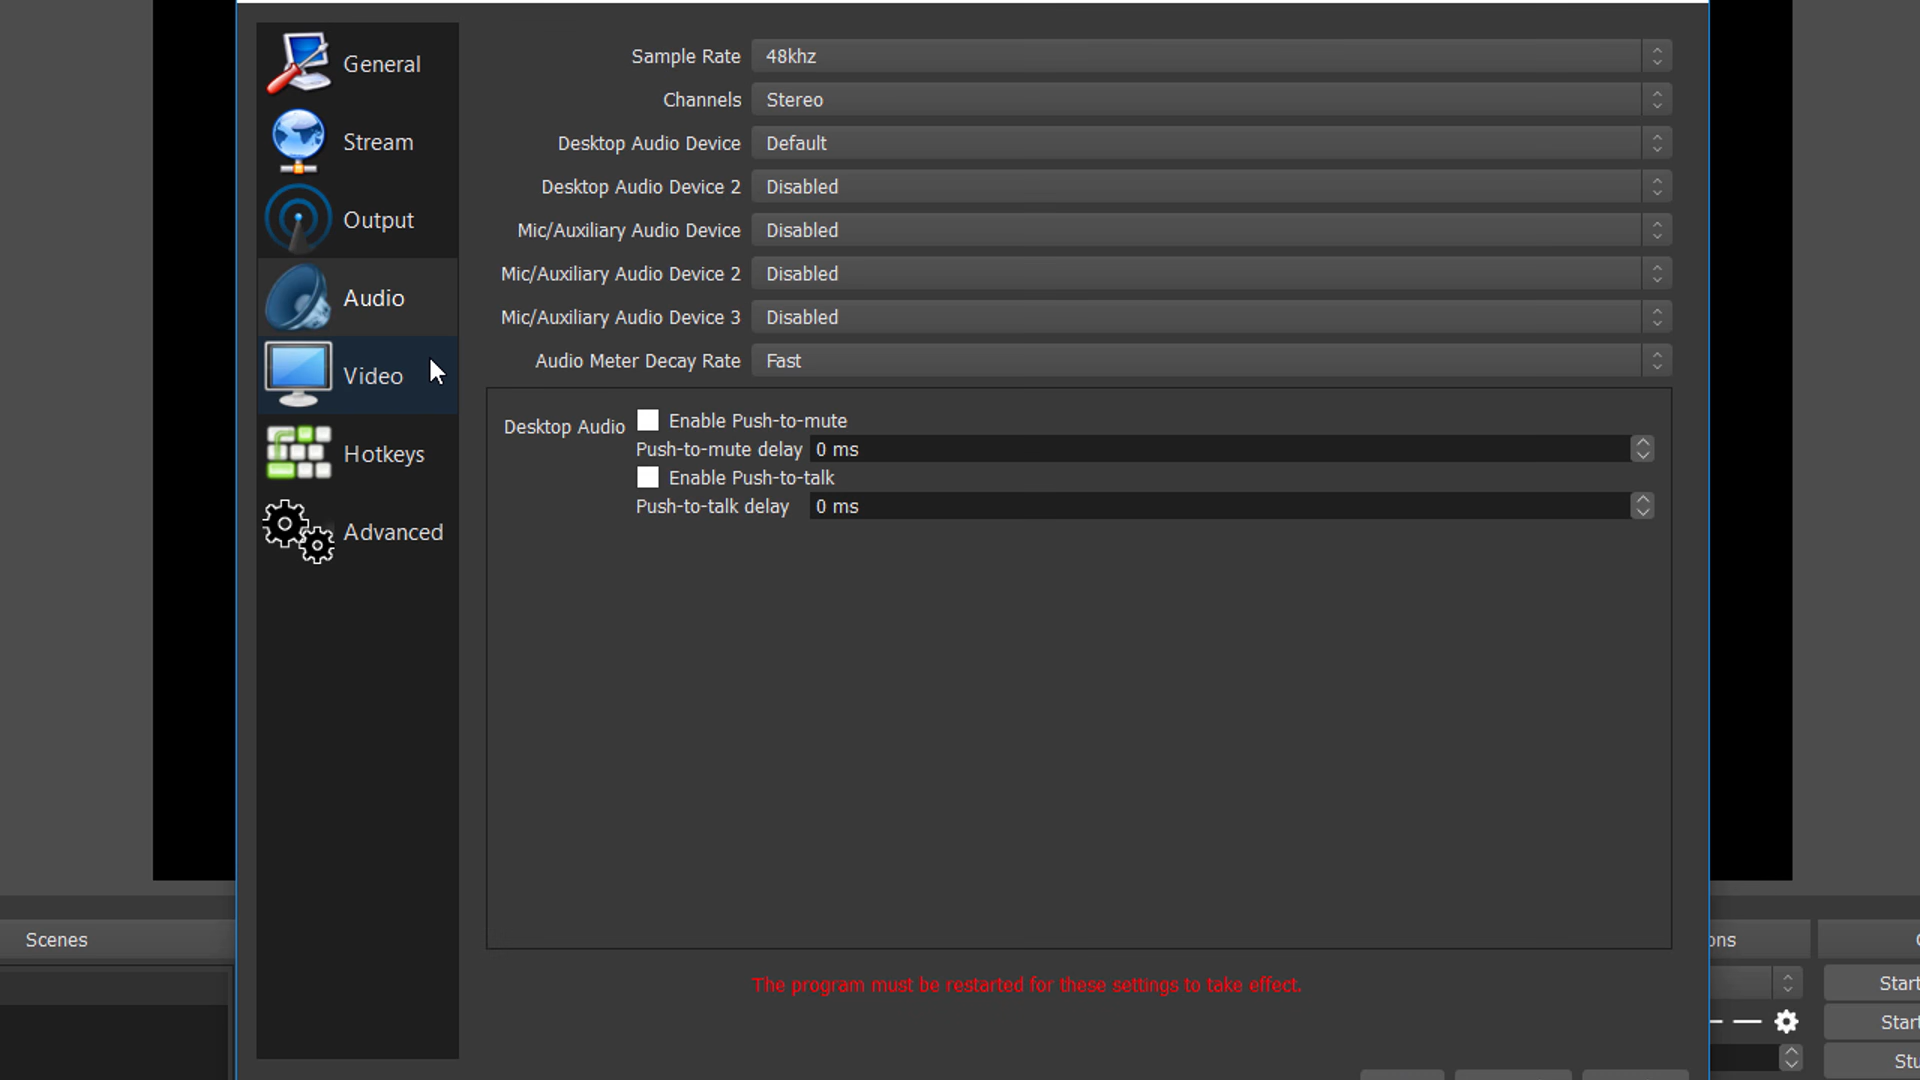 General
Stream
Output
Audio
Video
Hotkeys
Advanced
Sample Rate 48khz
Channels Stereo
Desktop Audio Device Default
Desktop Audio Device 2 Disabled
Mic/Auxiliary Audio Device Disabled
Mic/Auxiliary Audio Device 2 Disabled
Mic/Auxiliary Audio Device 3 Disabled
Audio Meter Decay Rate Fast
Desktop Audio
Enable Push-to-mute
Push-to-mute delay 0 ms
Enable Push-to-talk
Push-to-talk delay 0 ms
The program must be restarted for these settings to take effect.
Scenes
ons
Start
Start
Stu